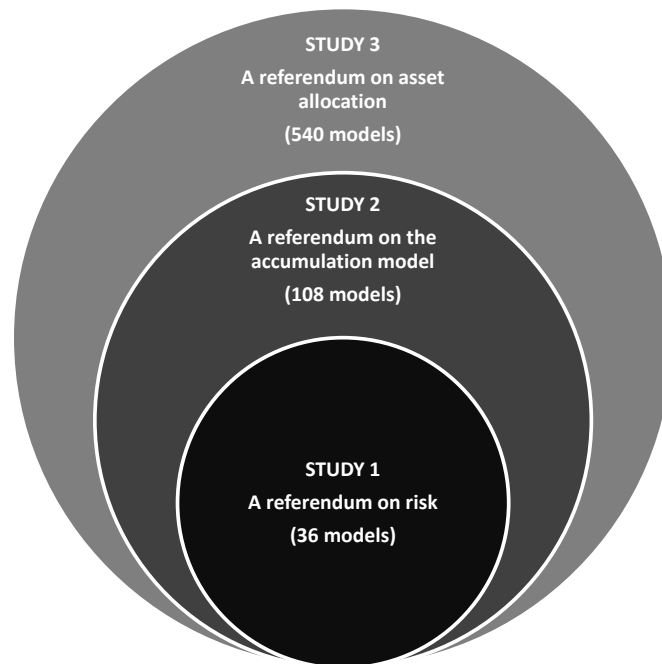 STUDY 3
A referendum on asset
allocation
(540 models)
STUDY 2
A referendum on the
accumulation model
(108 models)
STUDY 1
A referendum on risk
(36 models)